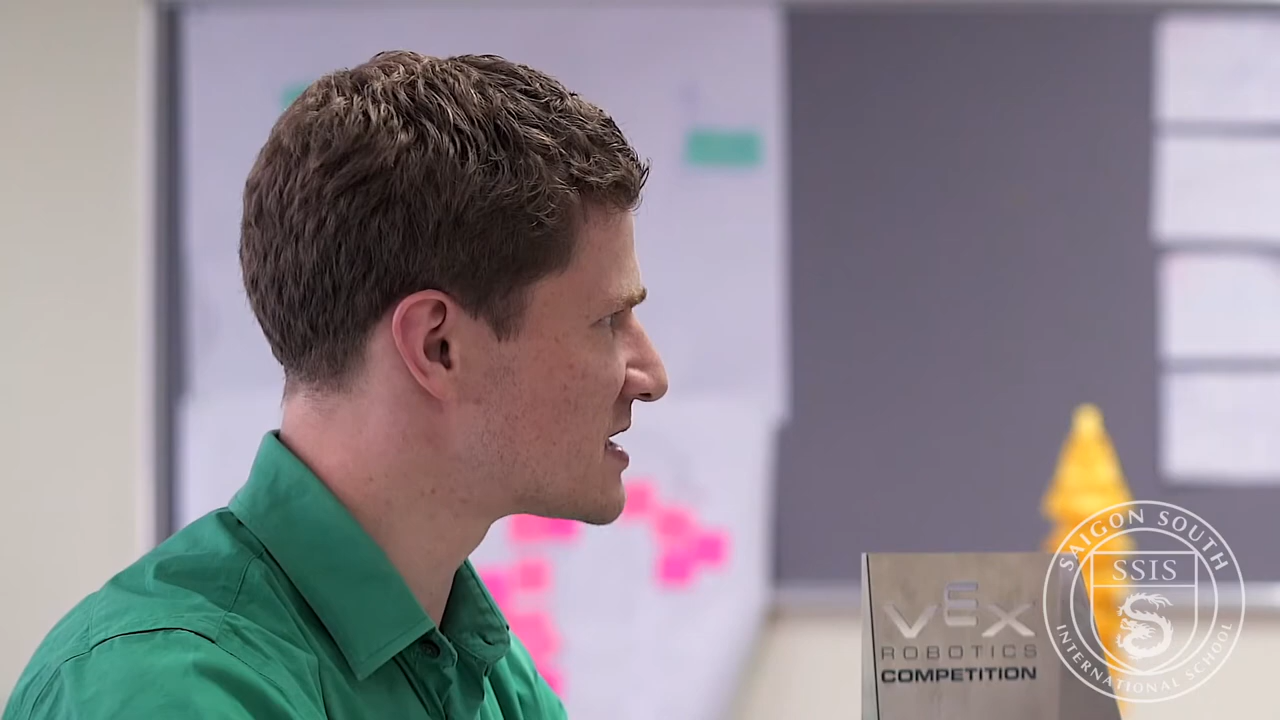 VEX
ROBOTICS
COMPETITION
SAIGON SOUTH
SSIS
INTERNATIONAL SCHOOL